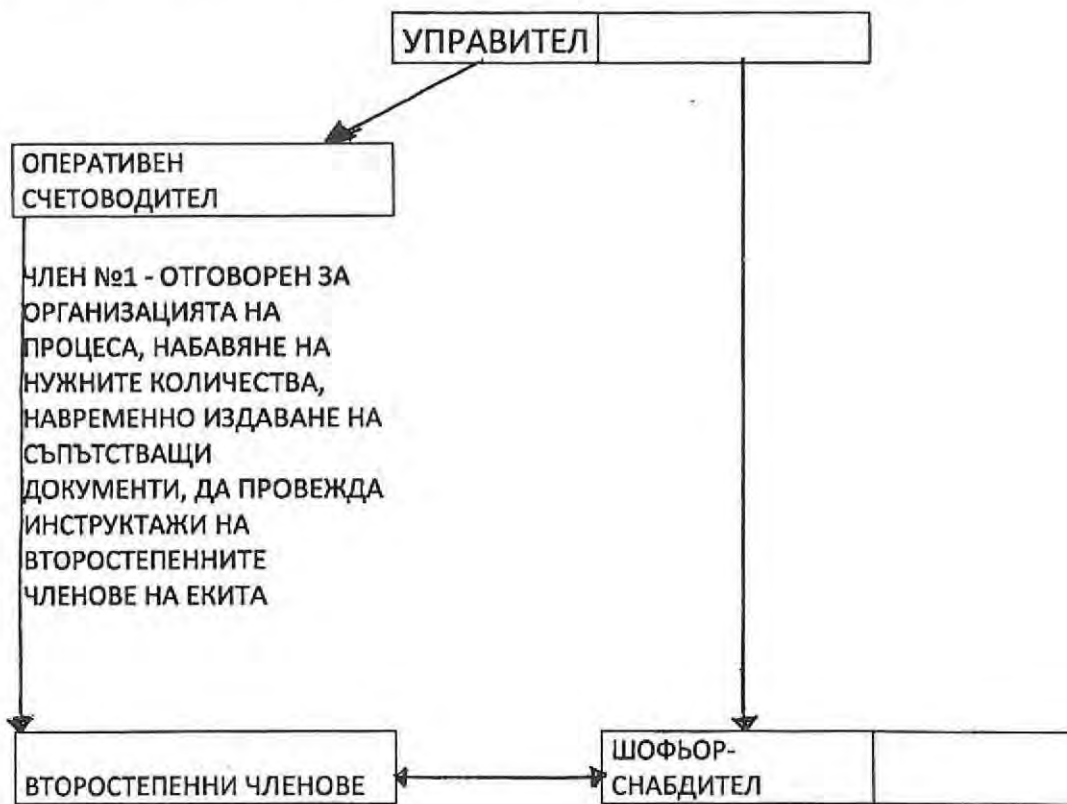 УПРАВИТЕЛ
ОПЕРАТИВЕН
СЧЕТОВОДИТЕЛ
ЧЛЕН №1 - ОТГОВОРЕН ЗА
ОРГАНИЗАЦИЯТА НА
ПРОЦЕСА, НАБАВЯНЕ НА
НУЖНИТЕ КОЛИЧЕСТВА,
НАВРЕМЕННО ИЗДАВАНЕ НА
СЪПЪТСТВАЩИ
ДОКУМЕНТИ, ДА ПРОВЕЖДА
ИНСТРУКТАЖИ НА
ВТОРОСТЕПЕННИТЕ
ЧЛЕНОВЕ НА ЕКИТА
ВТОРОСТЕПЕННИ ЧЛЕНОВЕ
ШОФЬОР-
СНАБДИТЕЛ